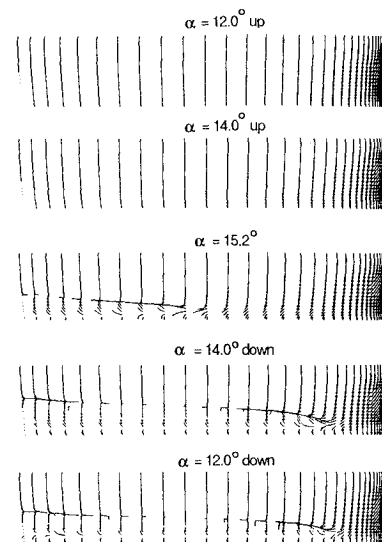 α = 12.0° up
α = 14.0° up
α = 15.2°
α = 14.0° down
α = 12.0° down